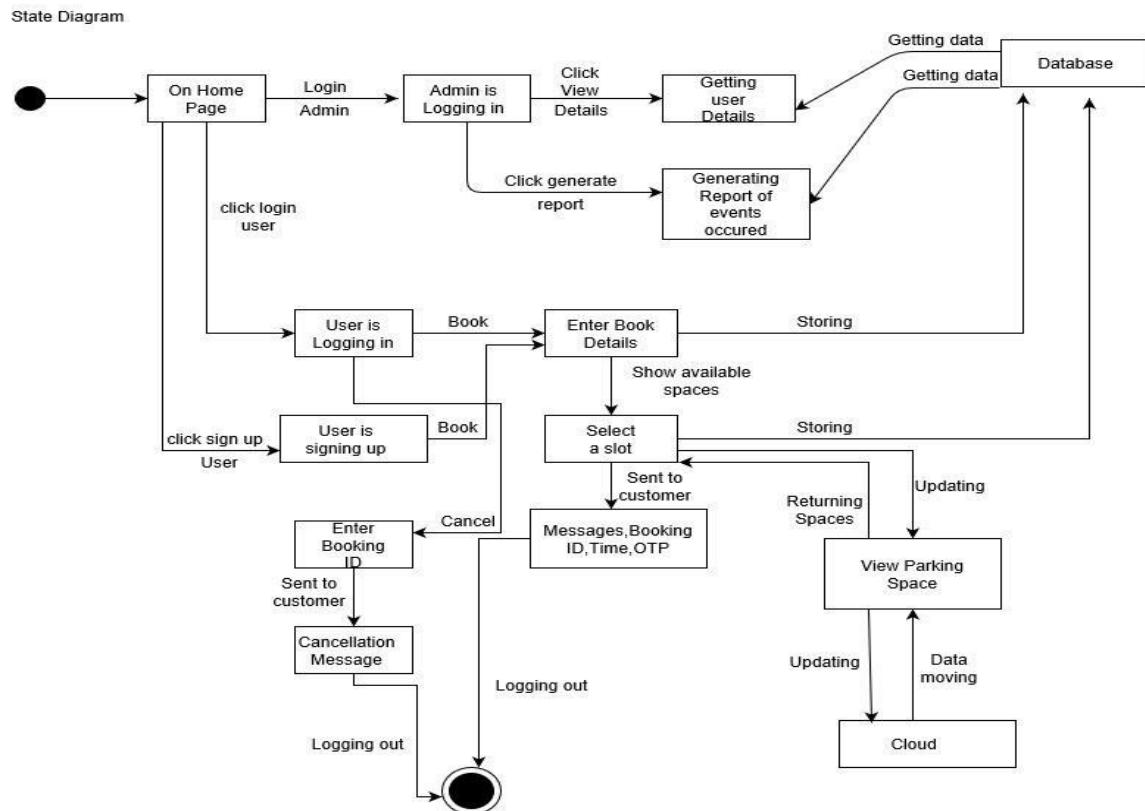 State Diagram
On Home
Page
Login
Admin
Admin is
Logging in
Click
View
Details
Getting
user
Details
Getting data
Getting data
Database
Click generate
report
Generating
Report of
events
occured
click login
user
User is
Logging in
Book
Enter Book
Details
Storing
Show available
spaces
click sign up
User
User is
signing up
Book
Select
a slot
Storing
Sent to
customer
Updating
Returning
Spaces
Cancel
Enter
Booking
ID
Messages,Booking
ID,Time,OTP
View Parking
Space
Sent to
customer
Cancellation
Message
Updating
Data
moving
Logging out
Logging out
Cloud